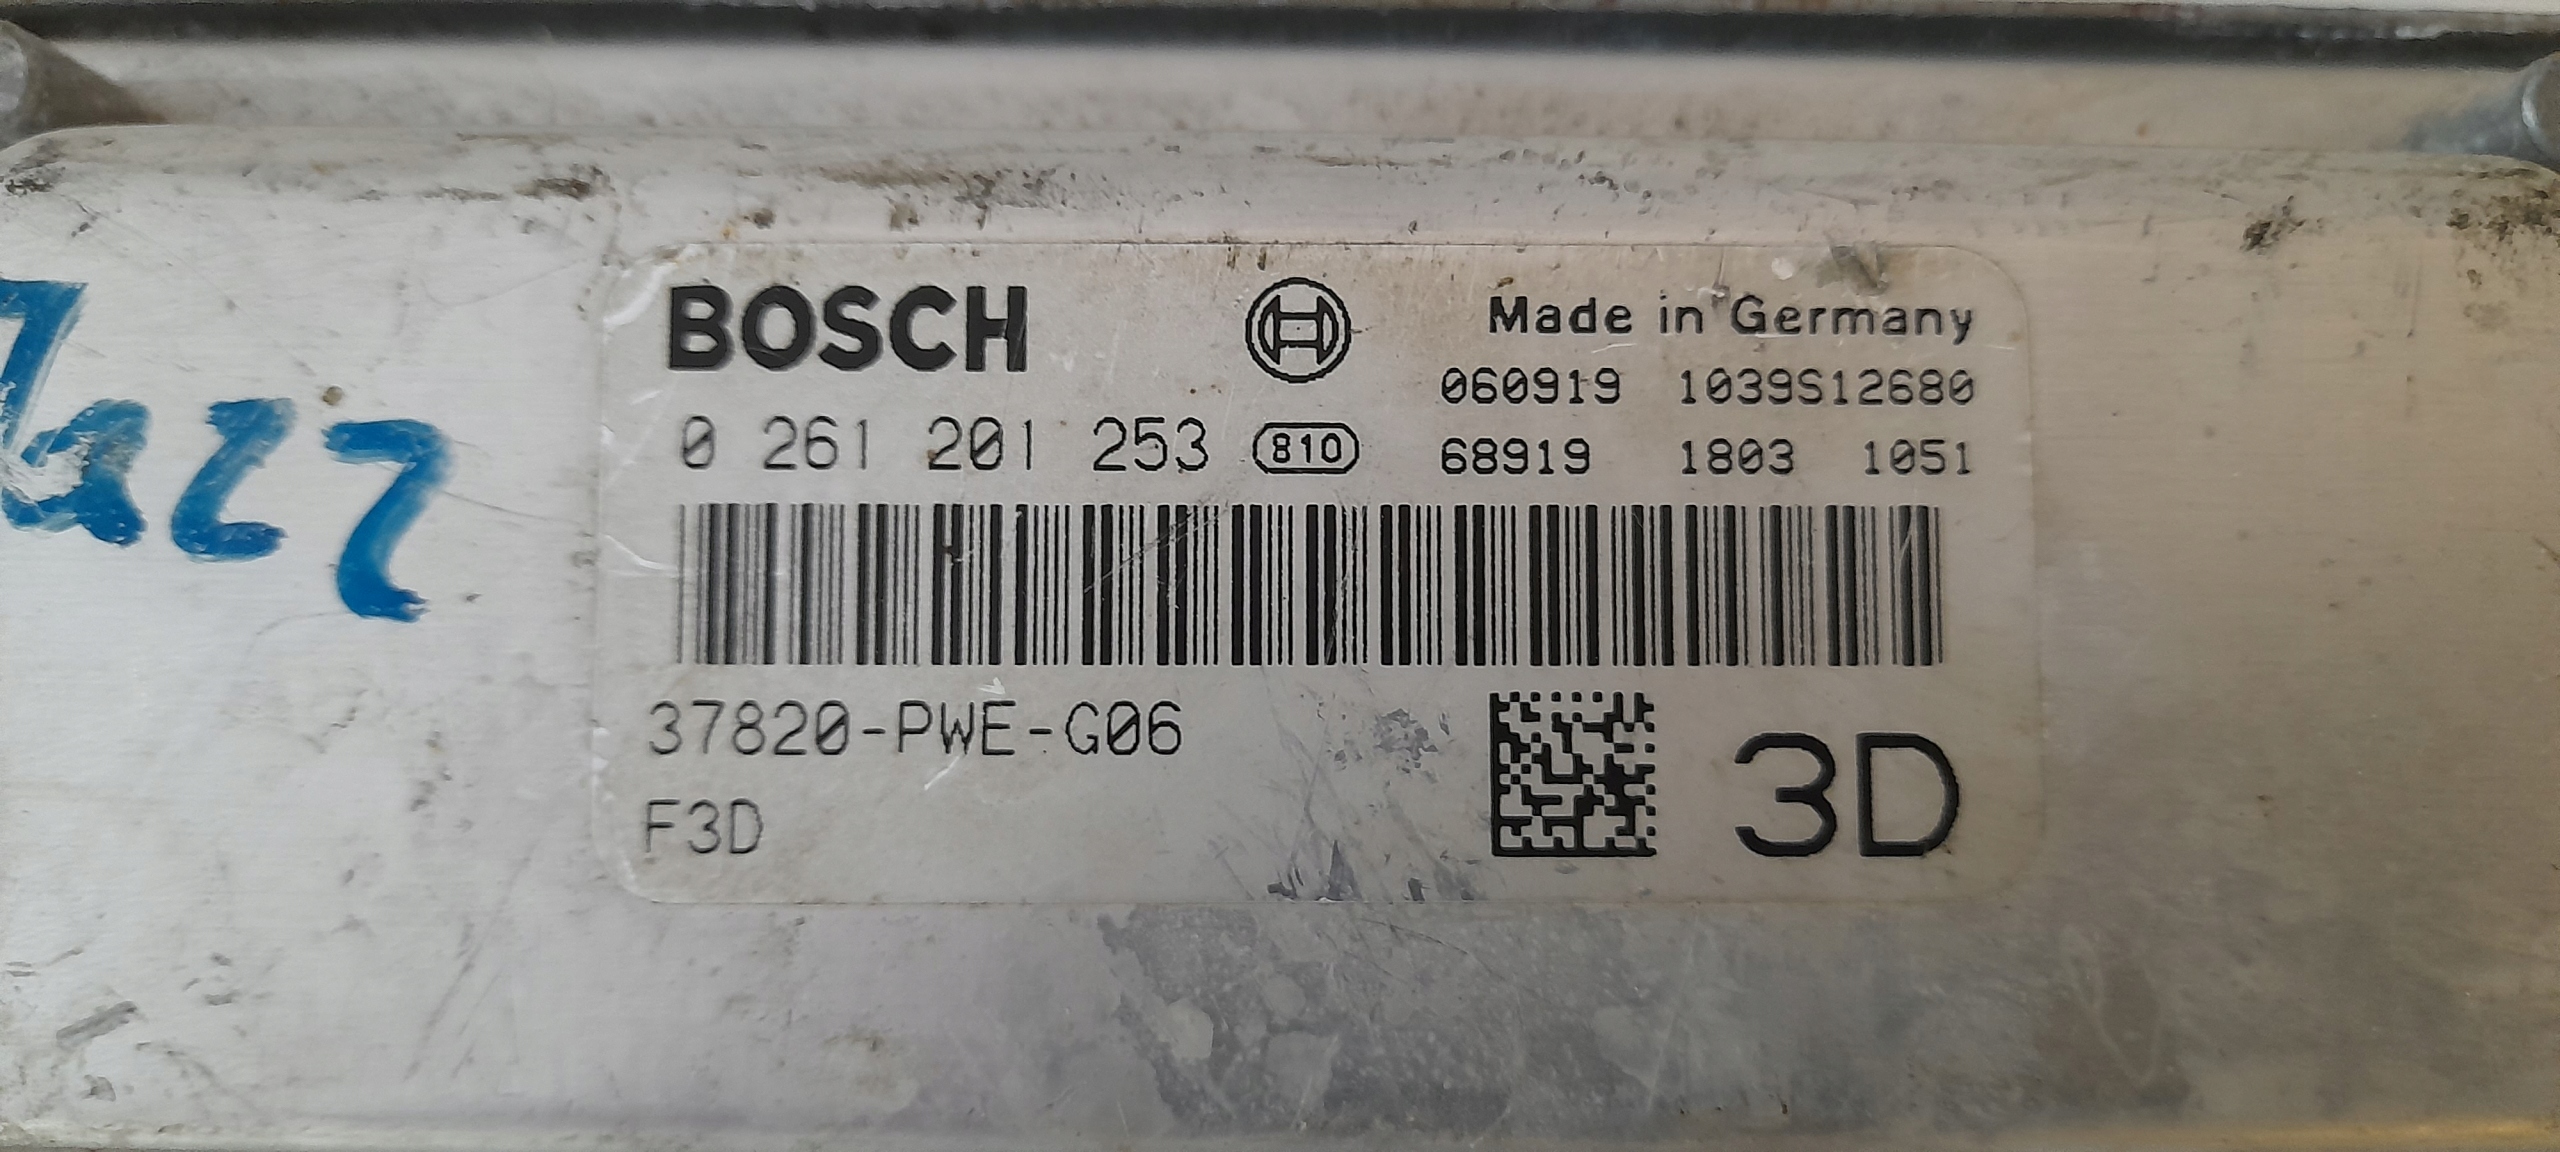 Jazz
BOSCH
Made in Germany
060919 1039S12680
0 261 201 253 810
68919 1803 1051
37820-PWE-G06
F3D
3D